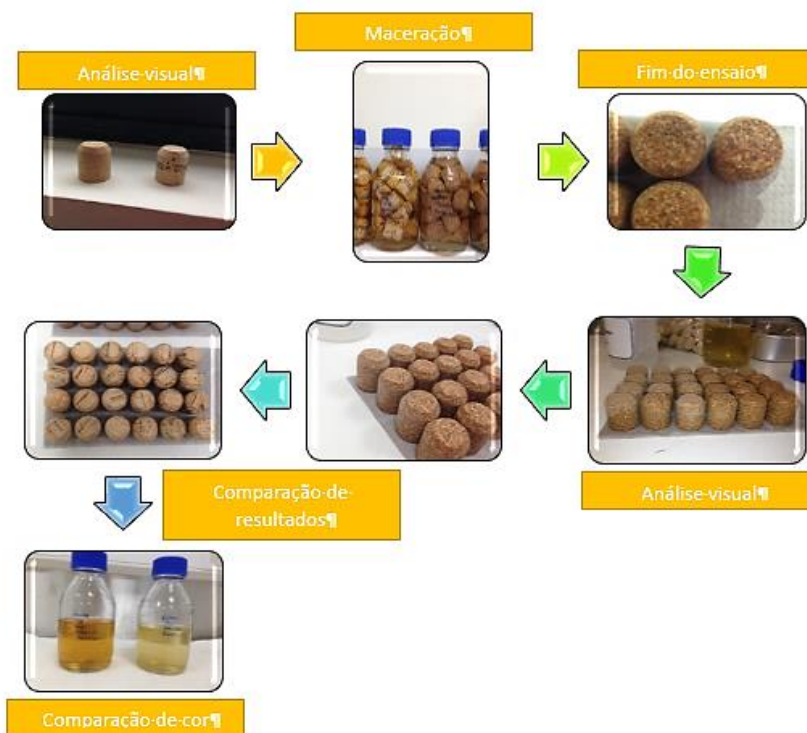 Análise·visual¶
Maceração¶
Fim·do·ensaio¶
Análise·visual¶
Comparação·de·
resultados¶
Comparação·de·cor¶